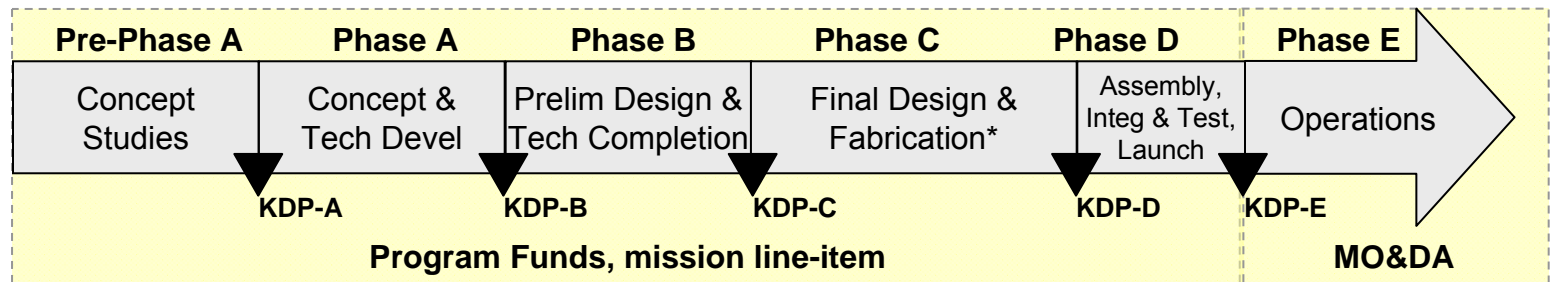 Pre-Phase A Phase A Phase B Phase C Phase D Phase E
Concept
Studies
Concept &
Tech Devel
Prelim Design &
Tech Completion
Final Design &
Fabrication*
Assembly,
Integ & Test,
Launch
Operations
KDP-A KDP-B KDP-C KDP-D KDP-E
Program Funds, mission line-item MO&DA